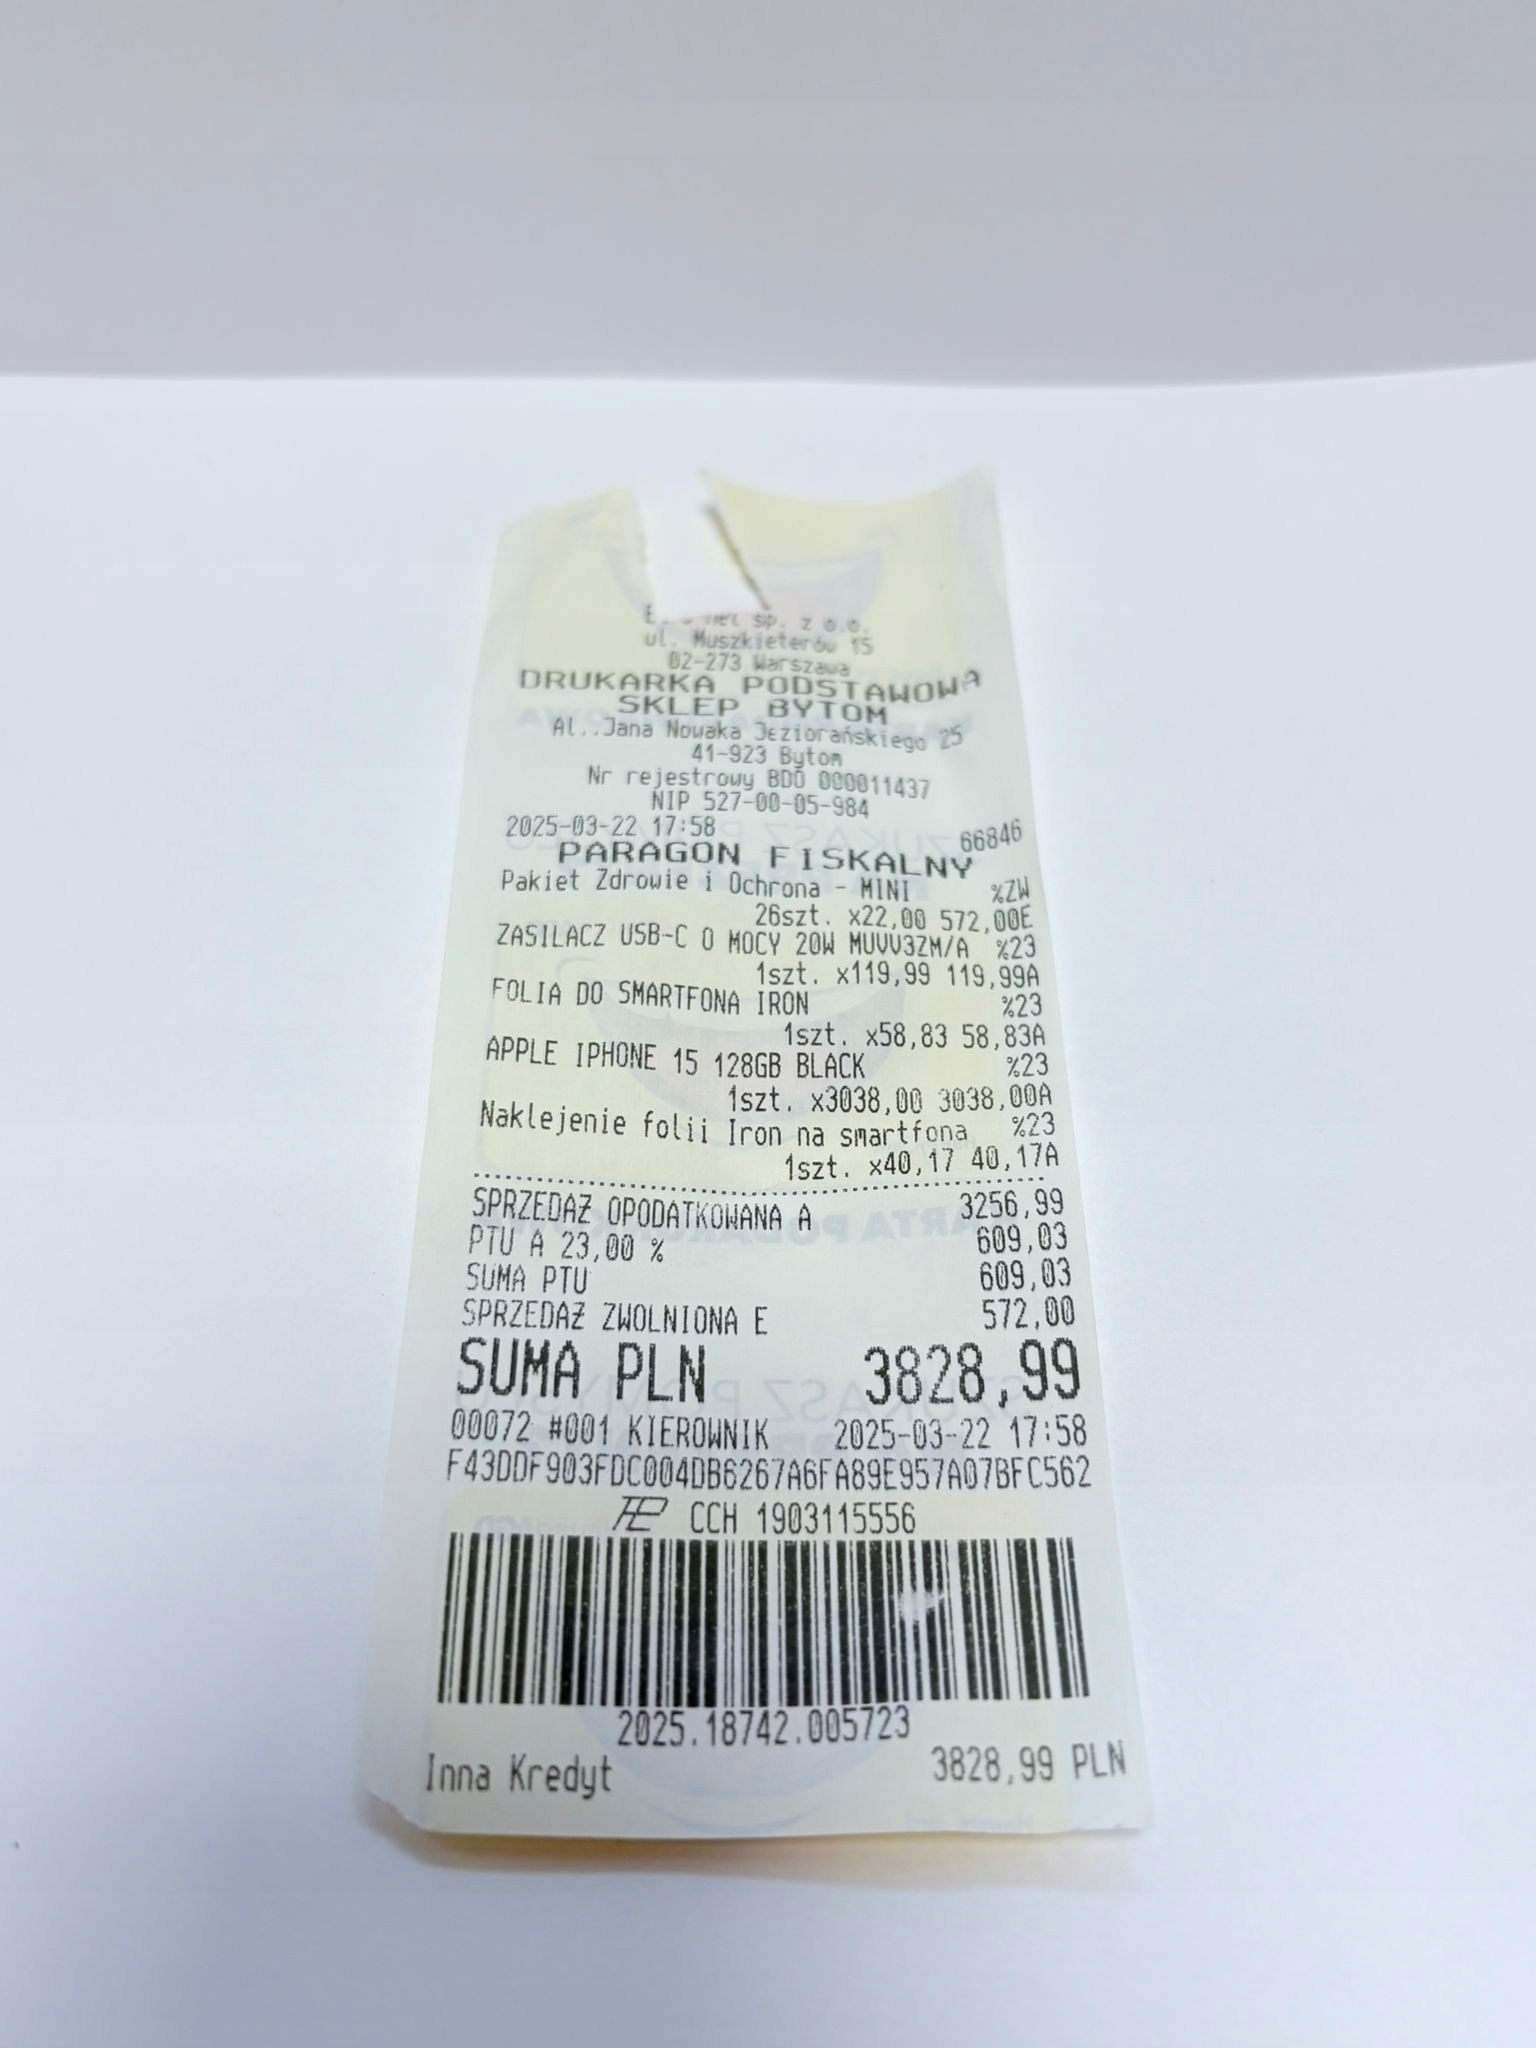 sp. z o.o.
ul. Muszkieterów 15
02-273 Warszawa
DRUKARKA PODSTAWOWA
SKLEP BYTOM
Al..Jana Nowaka Jeziorańskiego 25
41-923 Bytom
Nr rejestrowy BDO 000011437
NIP 527-00-05-984
2025-03-22 17:58 66846
PARAGON FISKALNY
Pakiet Zdrowie i Ochrona - MINI %ZW
26szt. x22,00 572,00E
ZASILACZ USB-C O MOCY 20W MUVV3ZM/A %23
1szt. x119,99 119,99A
FOLIA DO SMARTFONA IRON %23
1szt. x58,83 58,83A
APPLE IPHONE 15 128GB BLACK %23
1szt. x3038,00 3038,00A
Naklejenie folii Iron na smartfona %23
1szt. x40,17 40,17A
SPRZEDAŻ OPODATKOWANA A 3256,99
PTU A 23,00 % 609,03
SUMA PTU 609,03
SPRZEDAŻ ZWOLNIONA E 572,00
SUMA PLN 3828,99
00072 #001 KIEROWNIK 2025-03-22 17:58
F43DDF903FDC004DB6267A6FA89E957A07BFC562
CCH 1903115556
2025.18742.005723
Inna Kredyt 3828,99 PLN